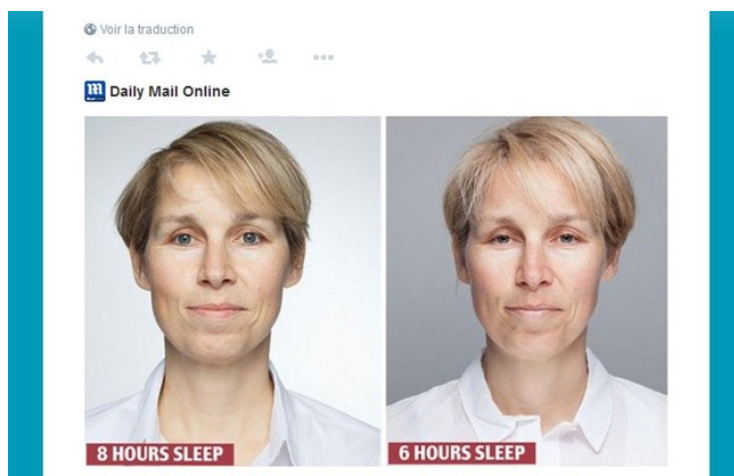 Voir la traduction
Daily Mail Online
8 HOURS SLEEP
6 HOURS SLEEP